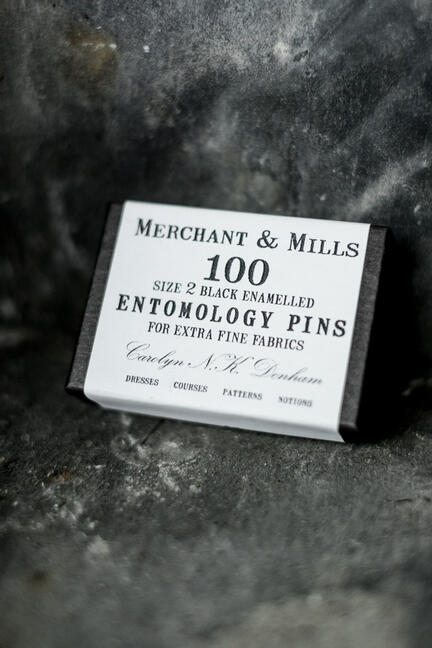 MERCHANT & MILLS
100
SIZE 2 BLACK ENAMELLED
ENTOMOLOGY PINS
FOR EXTRA FINE FABRICS
Carolyn N.K. Denham
DRESSES COURSES PATTERNS NOTIONS